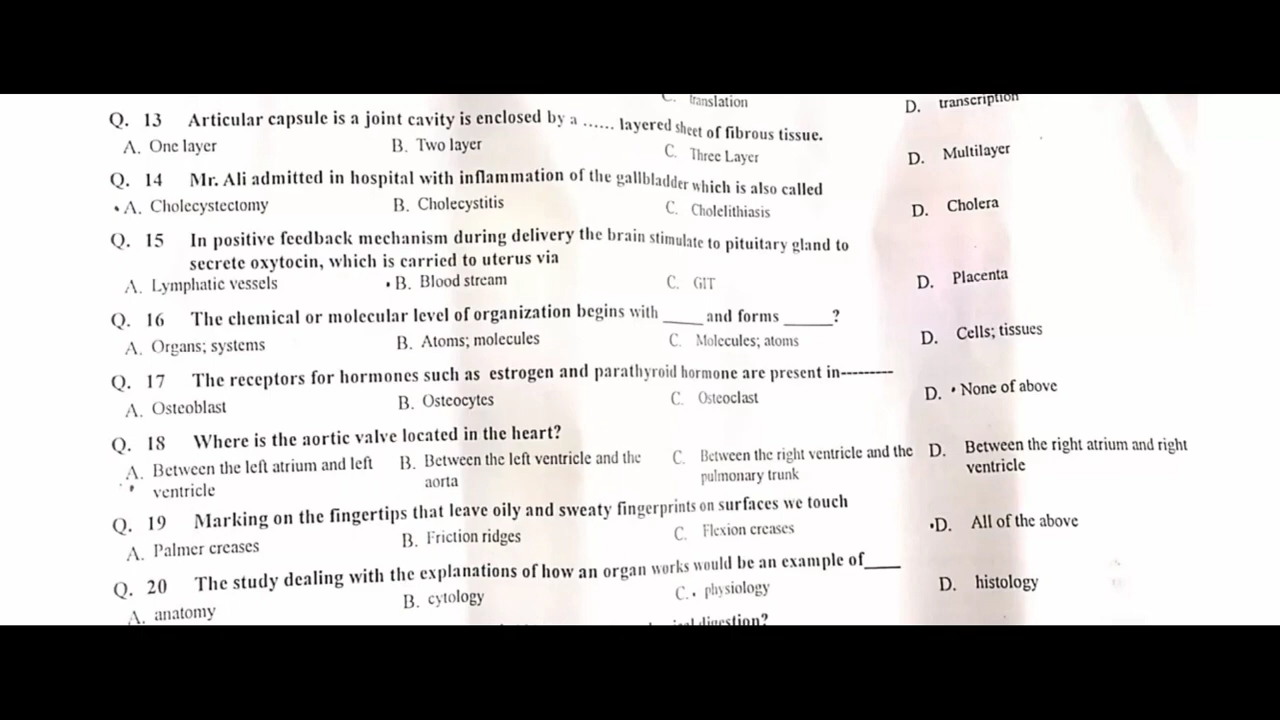 C. translation D. transcription
Q. 13 Articular capsule is a joint cavity is enclosed by a ...... layered sheet of fibrous tissue.
A. One layer B. Two layer C. Three Layer D. Multilayer
Q. 14 Mr. Ali admitted in hospital with inflammation of the gallbladder which is also called
A. Cholecystectomy B. Cholecystitis C. Cholelithiasis D. Cholera
Q. 15 In positive feedback mechanism during delivery the brain stimulate to pituitary gland to
secrete oxytocin, which is carried to uterus via
A. Lymphatic vessels B. Blood stream C. GIT D. Placenta
Q. 16 The chemical or molecular level of organization begins with ____ and forms _____?
A. Organs; systems B. Atoms; molecules C. Molecules; atoms D. Cells; tissues
Q. 17 The receptors for hormones such as estrogen and parathyroid hormone are present in---------
A. Osteoblast B. Osteocytes C. Osteoclast D. None of above
Q. 18 Where is the aortic valve located in the heart?
A. Between the left atrium and left B. Between the left ventricle and the C. Between the right ventricle and the D. Between the right atrium and right
ventricle aorta pulmonary trunk ventricle
Q. 19 Marking on the fingertips that leave oily and sweaty fingerprints on surfaces we touch
A. Palmer creases B. Friction ridges C. Flexion creases D. All of the above
Q. 20 The study dealing with the explanations of how an organ works would be an example of____
A. anatomy B. cytology C. physiology D. histology
digestion?